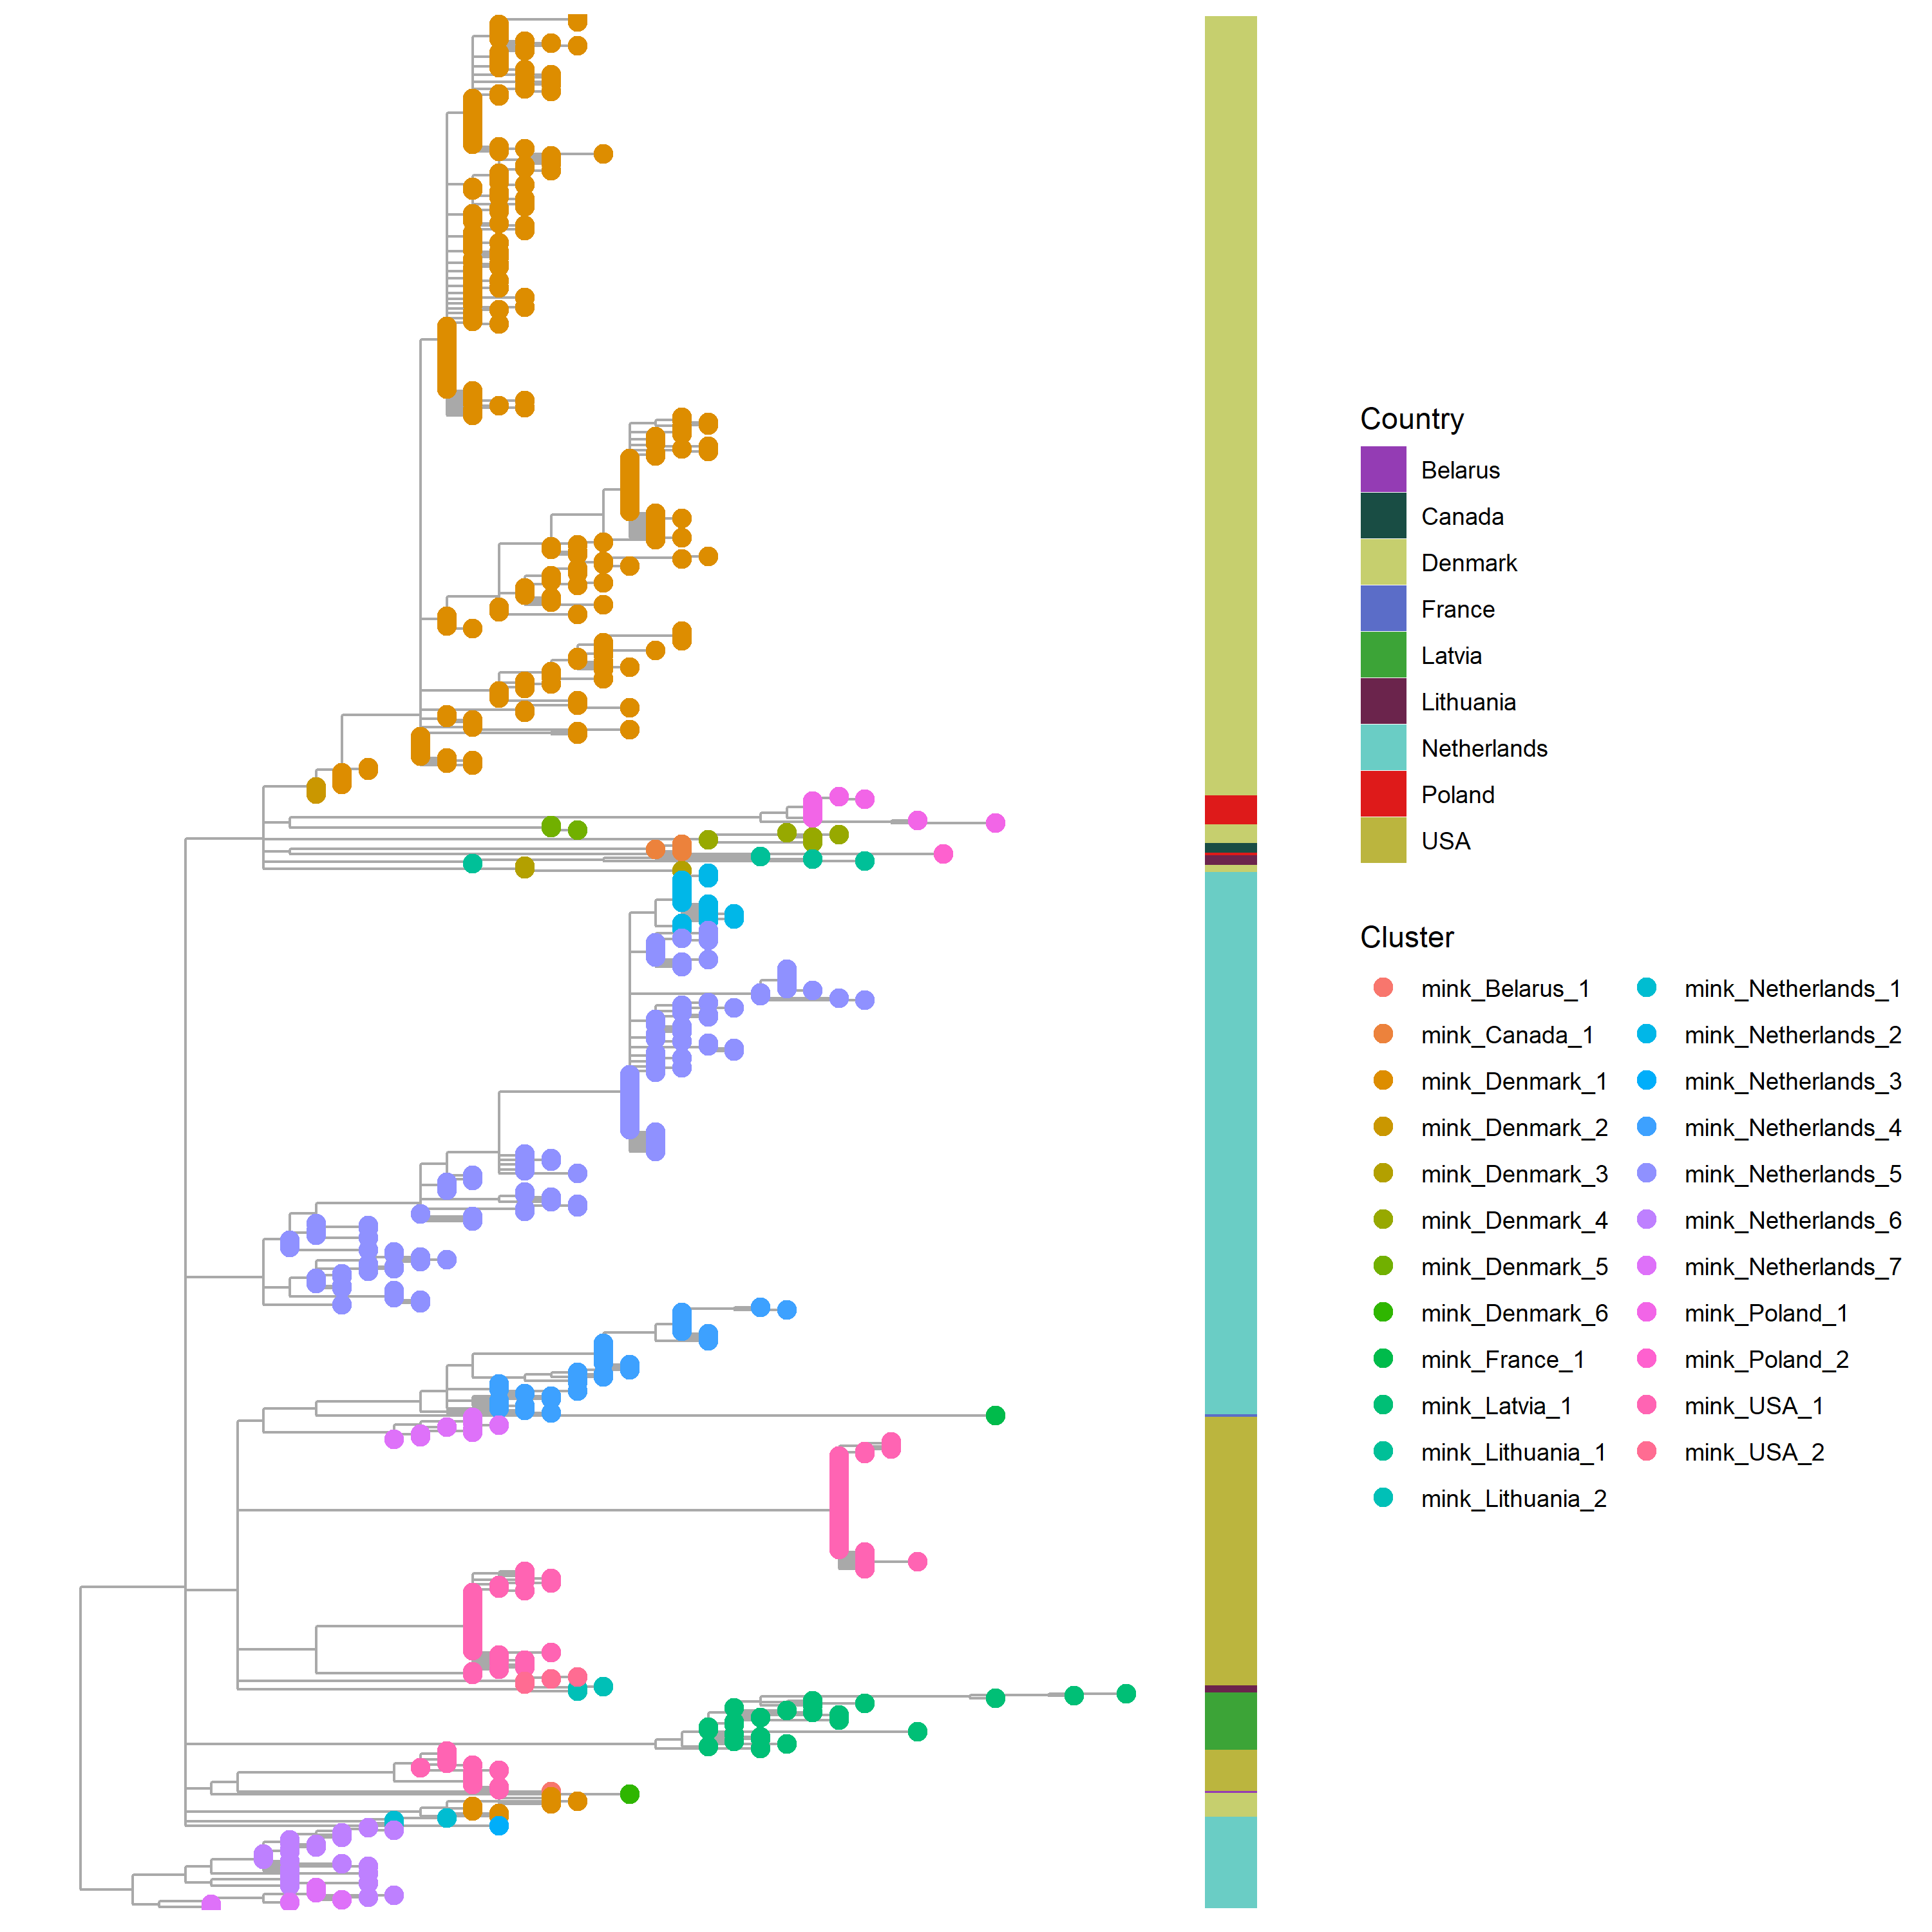 Country
Belarus
Canada
Denmark
France
Latvia
Lithuania
Netherlands
Poland
USA
Cluster
mink_Belarus_1
mink_Canada_1
mink_Denmark_1
mink_Denmark_2
mink_Denmark_3
mink_Denmark_4
mink_Denmark_5
mink_Denmark_6
mink_France_1
mink_Latvia_1
mink_Lithuania_1
mink_Lithuania_2
mink_Netherlands_1
mink_Netherlands_2
mink_Netherlands_3
mink_Netherlands_4
mink_Netherlands_5
mink_Netherlands_6
mink_Netherlands_7
mink_Poland_1
mink_Poland_2
mink_USA_1
mink_USA_2